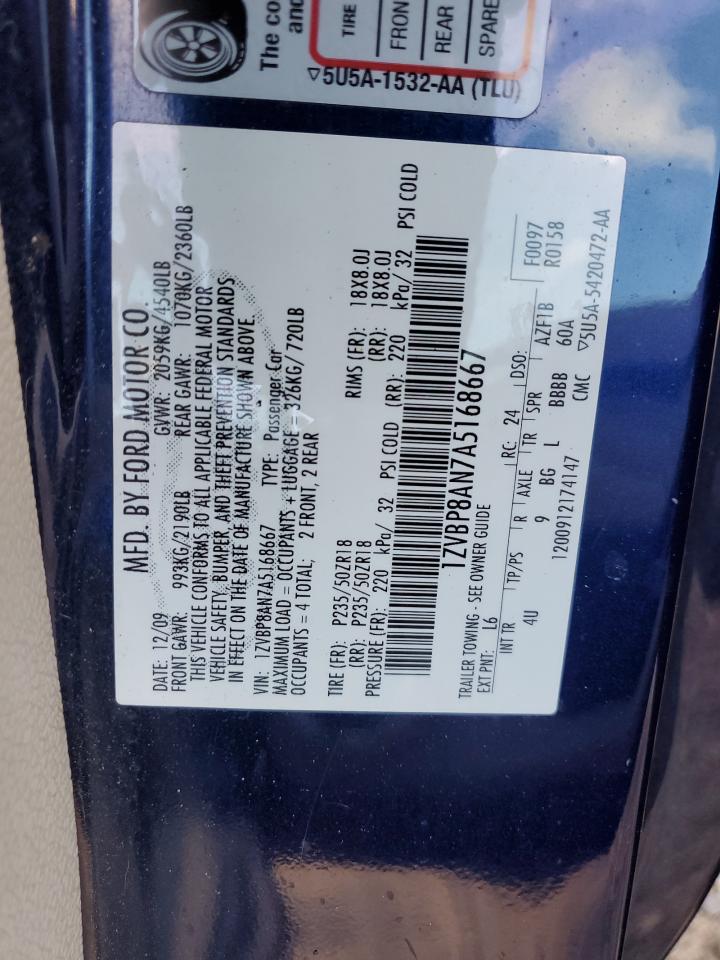 The co
and
TIRE
FRON
REAR
SPARE
▽5U5A-1532-AA (TLU)
MFD. BY FORD MOTOR CO
DATE: 12/09 GVWR: 2059KG/4540LB
FRONT GAWR: 993KG/2190LB REAR GAWR: 1070KG/2360LB
THIS VEHICLE CONFORMS TO ALL APPLICABLE FEDERAL MOTOR
VEHICLE SAFETY, BUMPER, AND THEFT PREVENTION STANDARDS
IN EFFECT ON THE DATE OF MANUFACTURE SHOWN ABOVE
VIN: 1ZVBP8AN7A5168667 TYPE: Passenger Car
MAXIMUM LOAD = OCCUPANTS + LUGGAGE = 326KG/ 720LB
OCCUPANTS = 4 TOTAL; 2 FRONT, 2 REAR
TIRE (FR): P235/50ZR18 RIMS (FR): 18X8.0J
(RR): P235/50ZR18 (RR): 18X8.0J
PRESSURE (FR): 220 kPa/ 32 PSI COLD (RR): 220 kPa/ 32 PSI COLD
1ZVBP8AN7A5168667
TRAILER TOWING - SEE OWNER GUIDE
EXT PNT: L6 RC: 24 DSO: F0097
INT TR TP/PS R AXLE TR SPR AZF1B R0158
4U 9 BG L BBBB 60A
120091217​4147 CMC ▽5U5A-5420472-AA